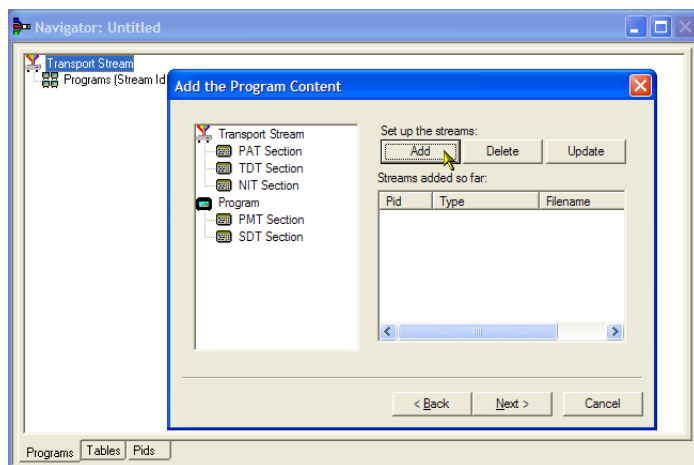 Navigator: Untitled
Transport Stream
Programs (Stream Id
Add the Program Content
Transport Stream
PAT Section
TDT Section
NIT Section
Program
PMT Section
SDT Section
Set up the streams:
Add
Delete
Update
Streams added so far:
Pid
Type
Filename
< Back
Next >
Cancel
Programs
Tables
Pids